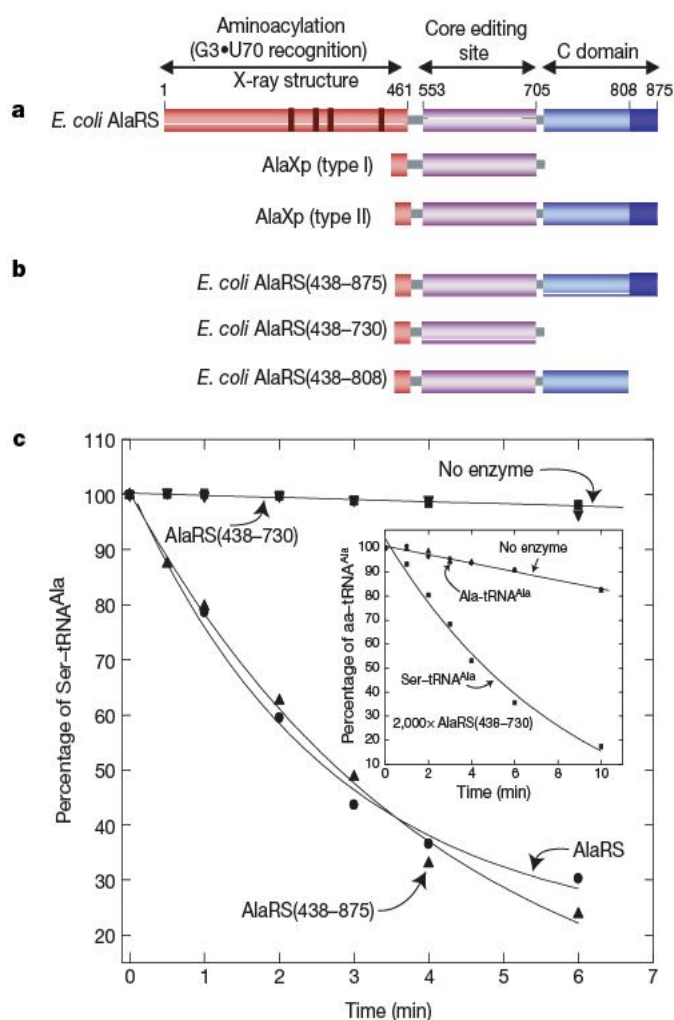 Aminoacylation
(G3•U70 recognition)
Core editing
site
C domain
X-ray structure
1
461
553
705
808
875
a
E. coli AlaRS
AlaXp (type I)
AlaXp (type II)
b
E. coli AlaRS(438–875)
E. coli AlaRS(438–730)
E. coli AlaRS(438–808)
c
110
100
90
80
70
60
50
40
30
20
Percentage of Ser–tRNAAla
0
1
2
3
4
5
6
7
Time (min)
No enzyme
AlaRS(438–730)
AlaRS
AlaRS(438–875)
Percentage of aa–tRNAAla
100
90
80
70
60
50
40
30
20
10
0
2
4
6
8
10
Time (min)
No enzyme
Ala-tRNAAla
Ser–tRNAAla
2,000× AlaRS(438–730)